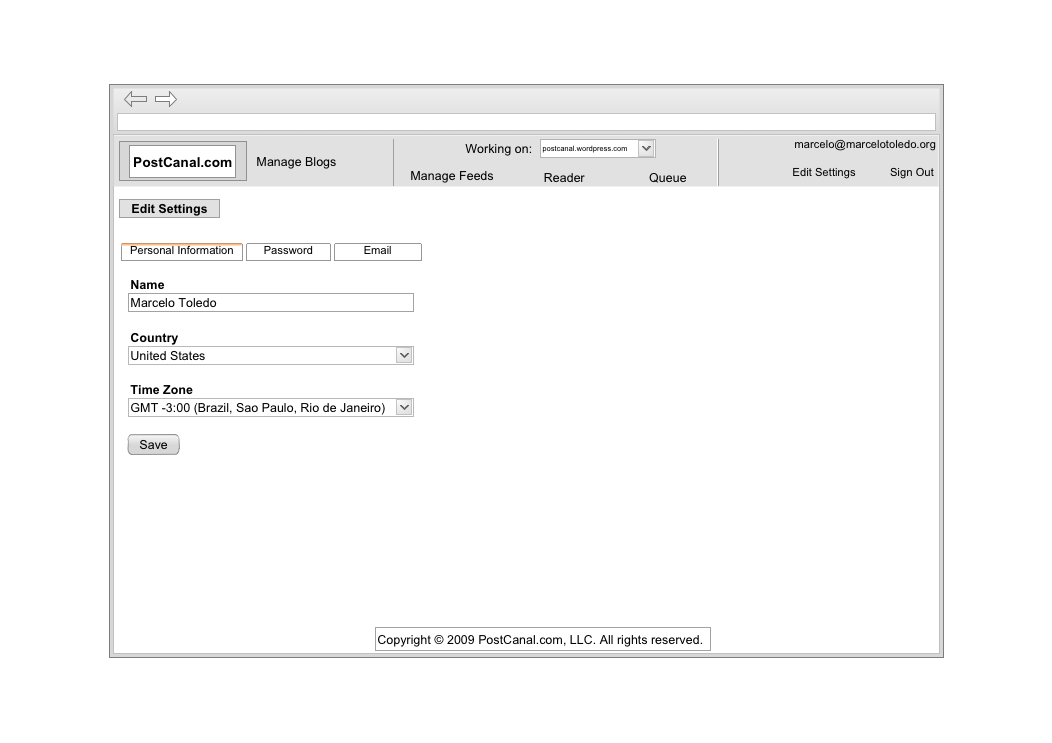 PostCanal.com
Manage Blogs
Working on: postcanal.wordpress.com
Manage Feeds Reader Queue
marcelo@marcelotoledo.org
Edit Settings Sign Out
Edit Settings
Personal Information Password Email
Name
Marcelo Toledo
Country
United States
Time Zone
GMT -3:00 (Brazil, Sao Paulo, Rio de Janeiro)
Save
Copyright © 2009 PostCanal.com, LLC. All rights reserved.